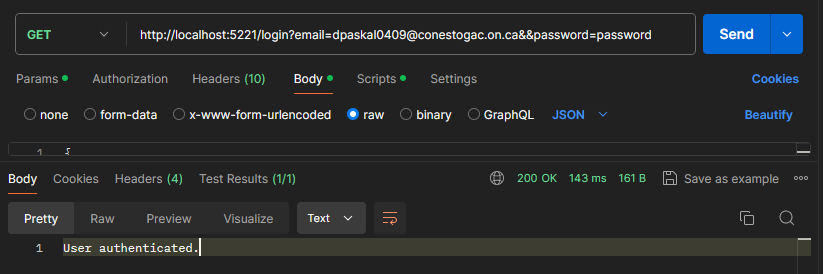 GET http://localhost:5221/login?email=dpaskal0409@conestogac.on.ca&&password=password Send
Params Authorization Headers (10) Body Scripts Settings Cookies
none form-data x-www-form-urlencoded raw binary GraphQL JSON Beautify
1 {
Body Cookies Headers (4) Test Results (1/1) 200 OK 143 ms 161 B Save as example
Pretty Raw Preview Visualize Text
1 User authenticated.